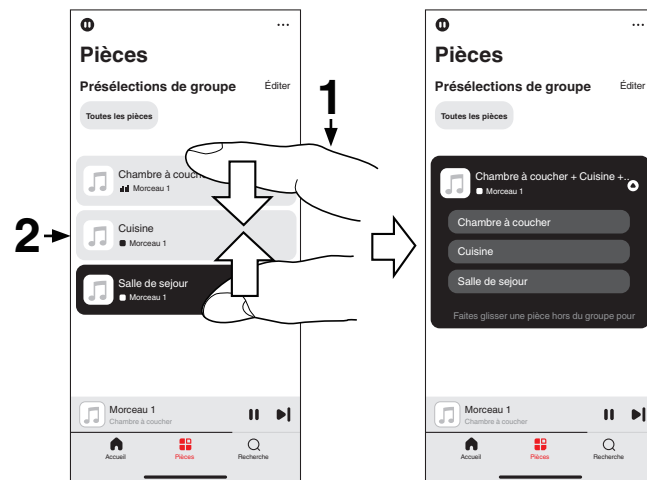 Pièces
Présélections de groupe Éditer
Toutes les pièces
1
Chambre à couc
Morceau 1
2
Cuisine
Morceau 1
Salle de sejour
Morceau 1
Morceau 1
Chambre à coucher
Accueil Pièces Recherche
Pièces
Présélections de groupe Éditer
Toutes les pièces
Chambre à coucher + Cuisine +..
Morceau 1
Chambre à coucher
Cuisine
Salle de sejour
Faites glisser une pièce hors du groupe pour
Morceau 1
Chambre à coucher
Accueil Pièces Recherche